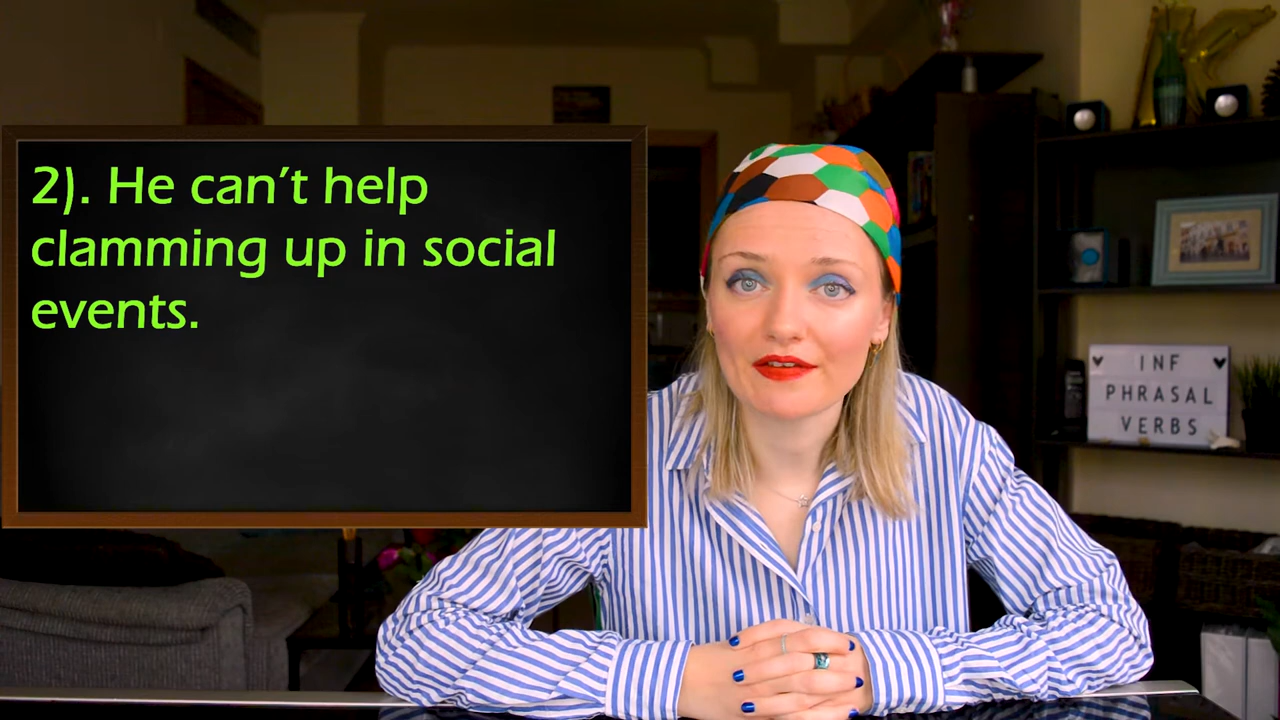 2). He can’t help
clamming up in social
events.
INF
PHRASAL
VERBS